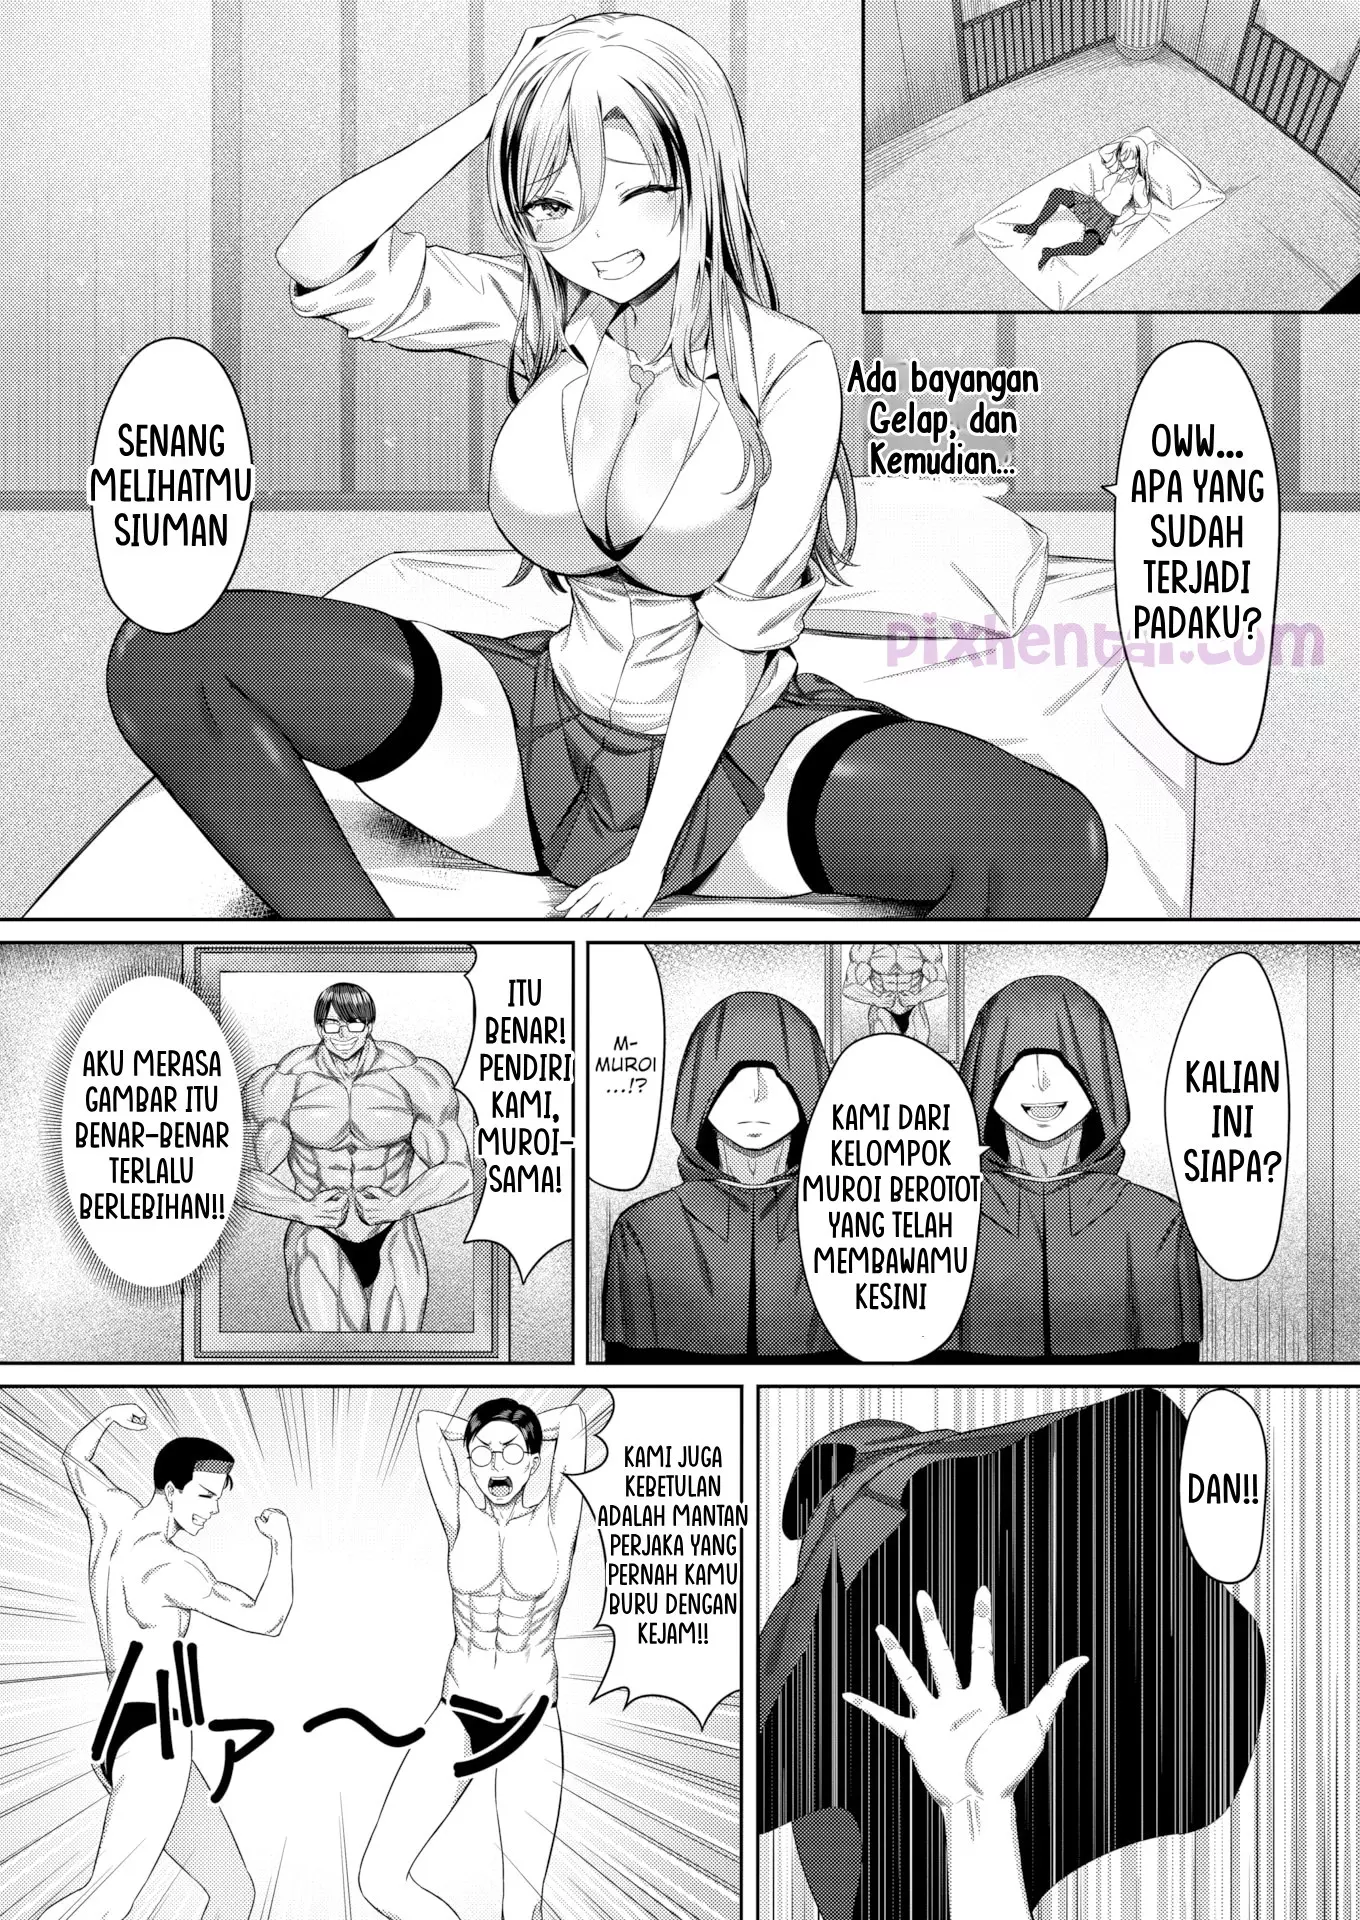 OWW...
APA YANG
SUDAH
TERJADI
PADAKU?
Ada bayangan
Gelap, dan
Kemudian...
SENANG
MELIHATMU
SIUMAN
pixhentai.com
KALIAN
INI
SIAPA?
KAMI DARI
KELOMPOK
MUROI BEROTOT
YANG TELAH
MEMBAWAMU
KESINI
M-
MUROI
...!?
ITU
BENAR!
PENDIRI
KAMI,
MUROI-
SAMA!
AKU MERASA
GAMBAR ITU
BENAR-BENAR
TERLALU
BERLEBIHAN!!
DAN!!
KAMI JUGA
KEBETULAN
ADALAH MANTAN
PERJAKA YANG
PERNAH KAMU
BURU DENGAN
KEJAM!!
ババァ〜ン